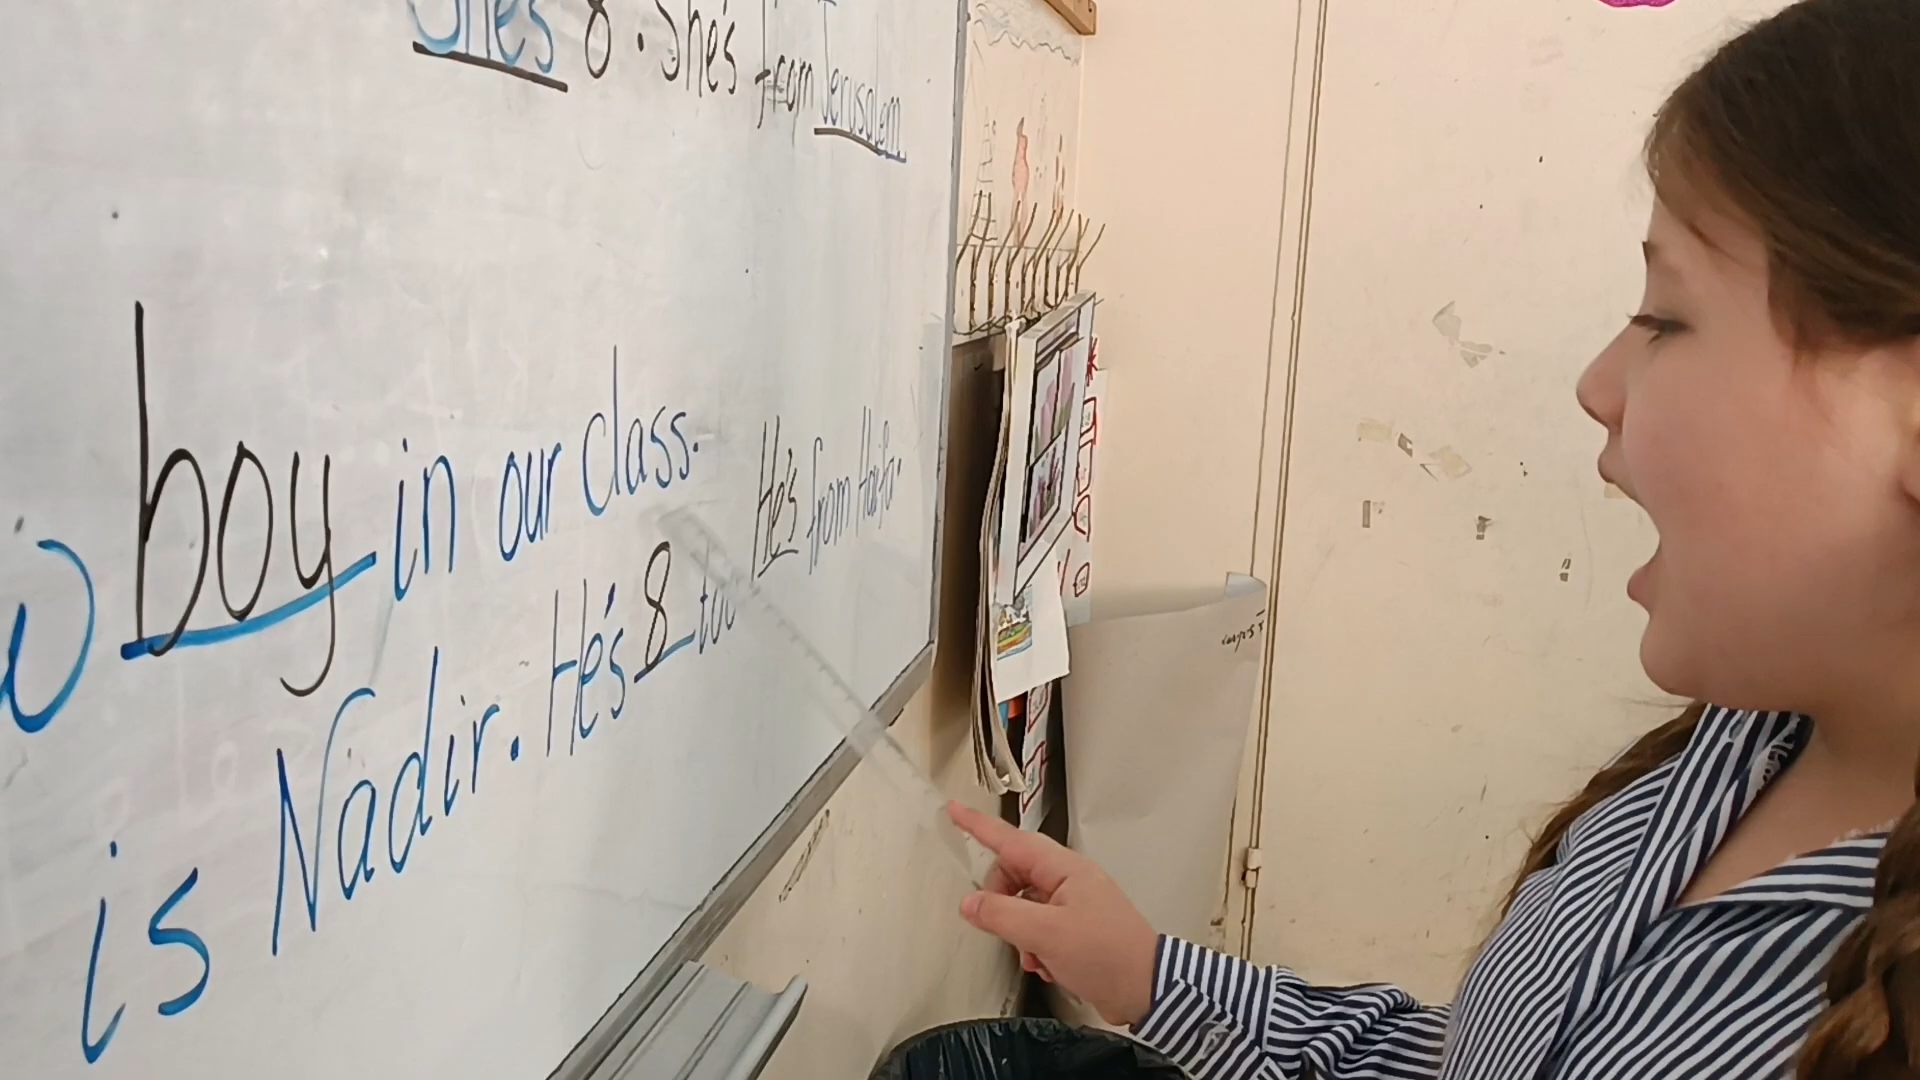 She's 8. She's from Jerusalem
w boy in our class. He's from Haifa.
is Nadir. He's 8 too